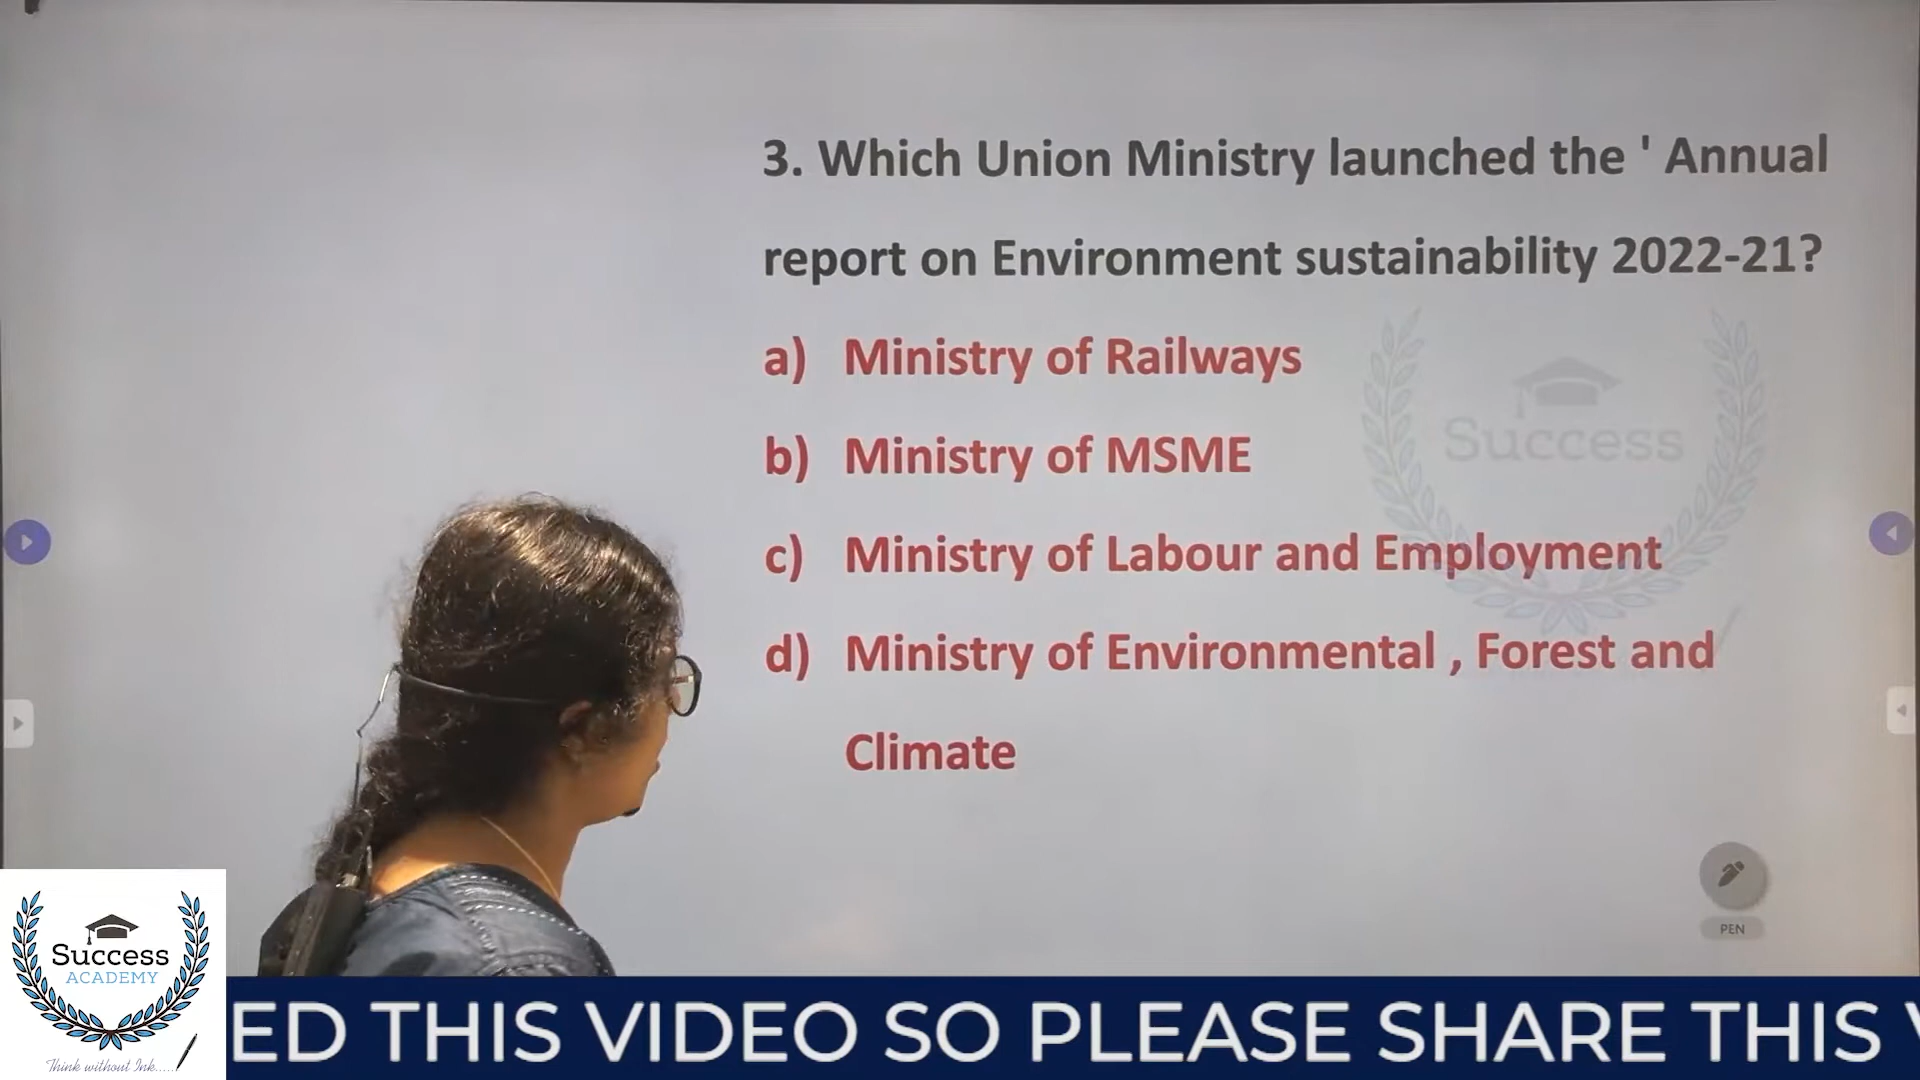 3. Which Union Ministry launched the ' Annual
report on Environment sustainability 2022-21?
a) Ministry of Railways
b) Ministry of MSME
c) Ministry of Labour and Employment
d) Ministry of Environmental , Forest and
Climate
Success
PEN
Success
ACADEMY
Think without Ink.....
ED THIS VIDEO SO PLEASE SHARE THIS